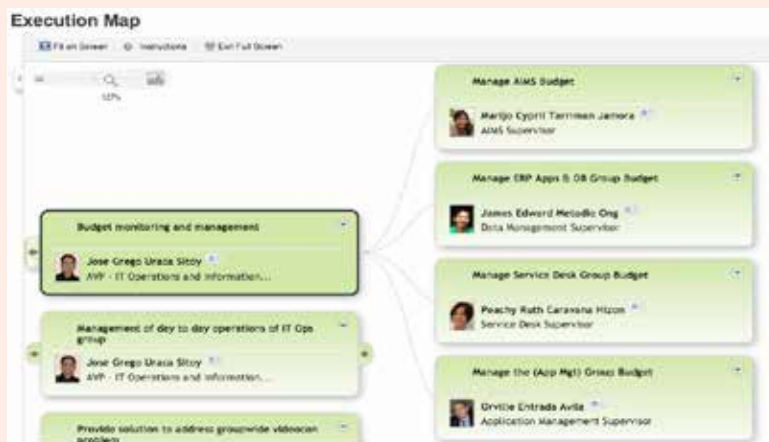 Execution Map
Fit on Screen Instructions Exit Full Screen
Budget monitoring and management
Jose Grego Uraca Sitoy
AVP - IT Operations and Information...
Management of day to day operations of IT Ops
group
Jose Grego Uraca Sitoy
AVP - IT Operations and Information...
Provide solution to address groupwide videocon
problem
Manage AIMS Budget
Marijo Cypril Tarriman Jamora
AIMS Supervisor
Manage ERP Apps & DB Group Budget
James Edward Metodio Ong
Data Management Supervisor
Manage Service Desk Group Budget
Peachy Ruth Caravana Hizon
Service Desk Supervisor
Manage the (App Mgt) Group Budget
Orville Entrada Avila
Application Management Supervisor